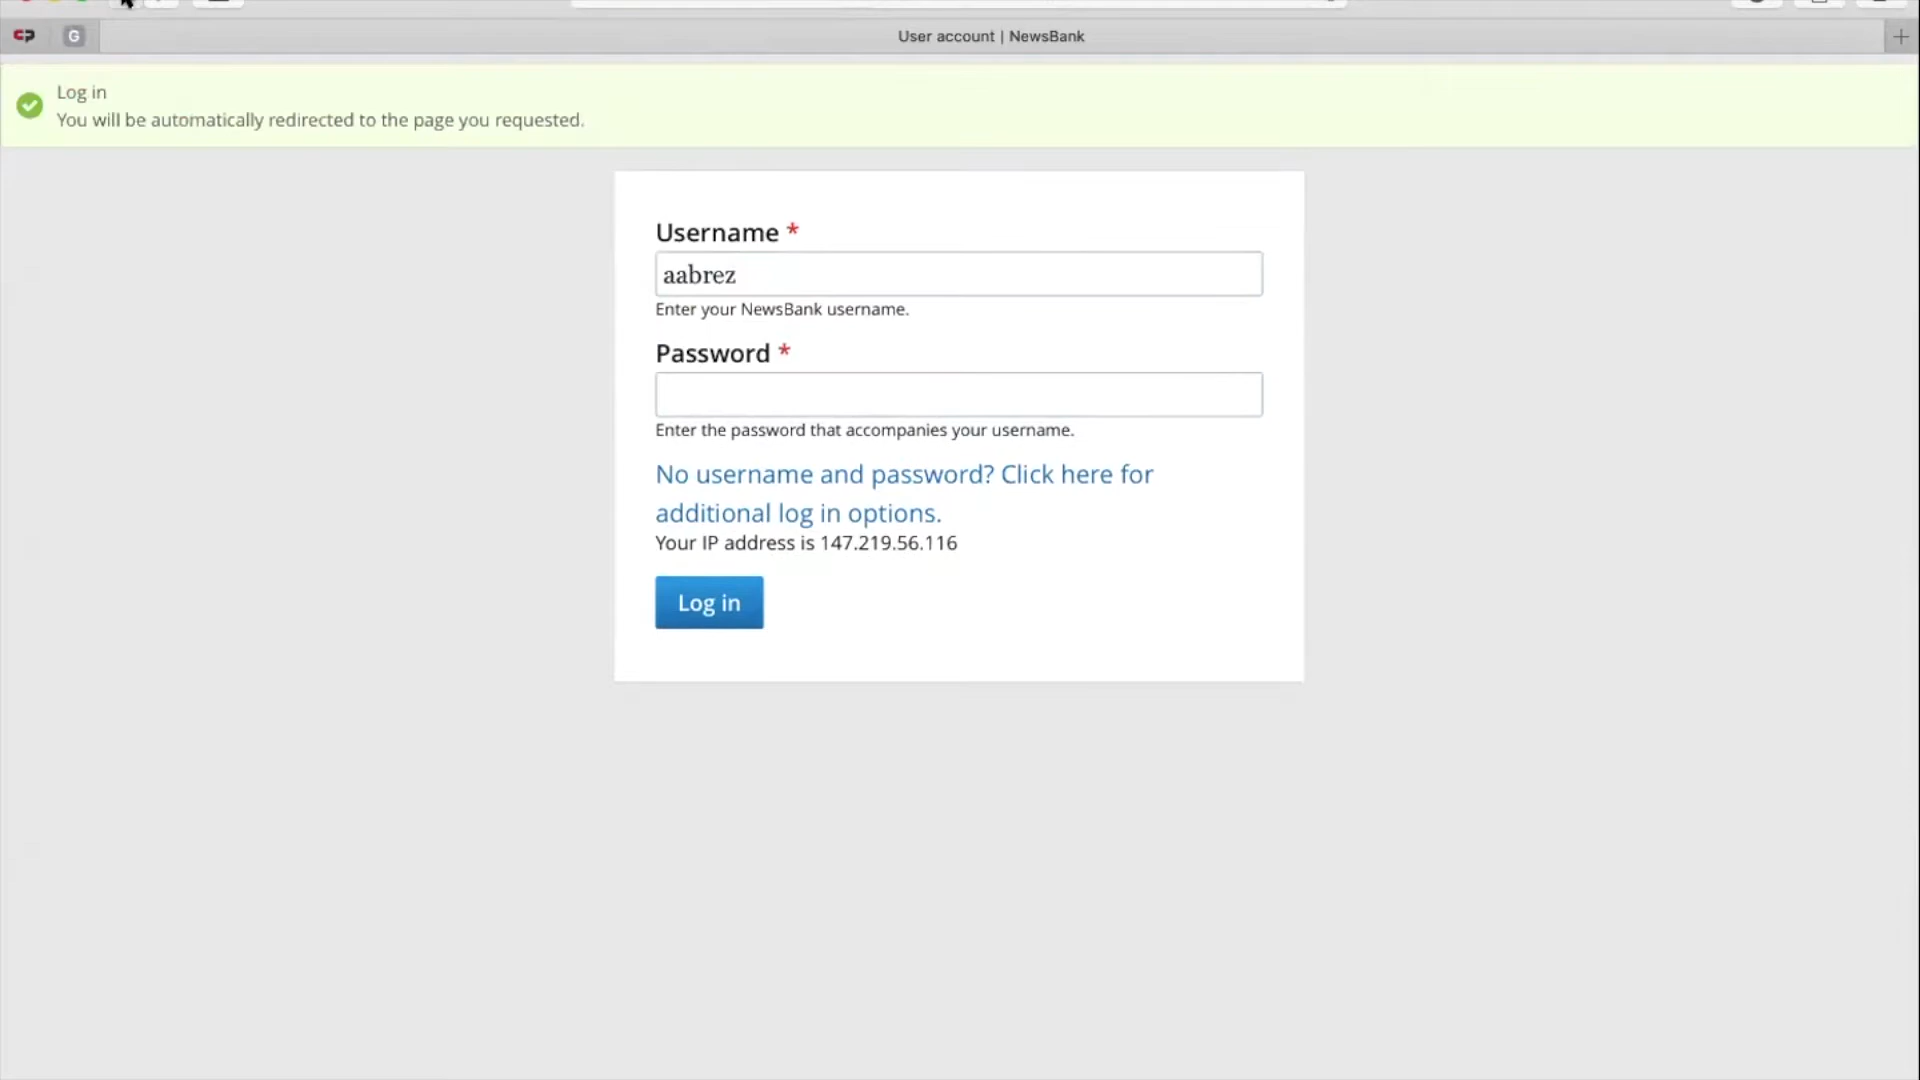 G
User account | NewsBank
Log in
You will be automatically redirected to the page you requested.
Username *
aabrez
Enter your NewsBank username.
Password *
Enter the password that accompanies your username.
No username and password? Click here for
additional log in options.
Your IP address is 147.219.56.116
Log in